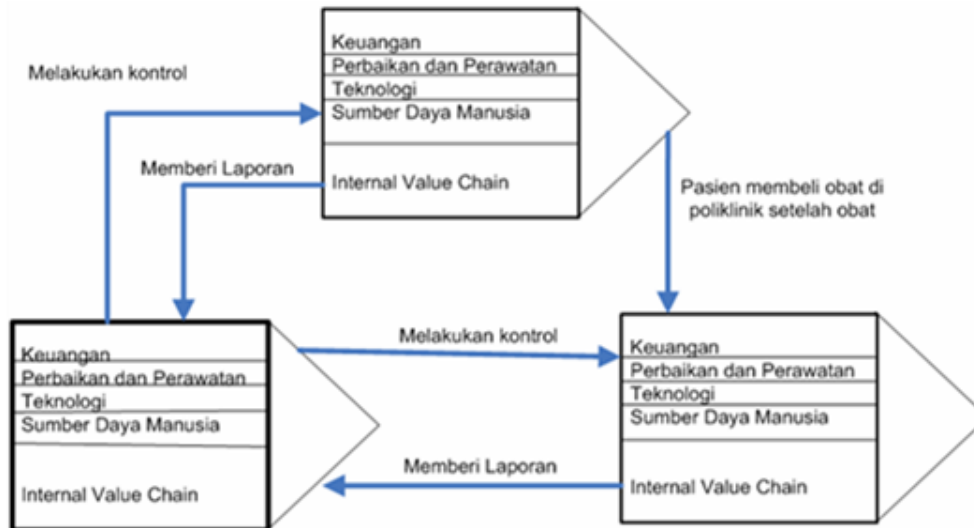 Keuangan
Perbaikan dan Perawatan
Teknologi
Sumber Daya Manusia
Internal Value Chain
Melakukan kontrol
Memberi Laporan
Pasien membeli obat di
poliklinik setelah obat
Keuangan
Perbaikan dan Perawatan
Teknologi
Sumber Daya Manusia
Internal Value Chain
Melakukan kontrol
Memberi Laporan
Keuangan
Perbaikan dan Perawatan
Teknologi
Sumber Daya Manusia
Internal Value Chain